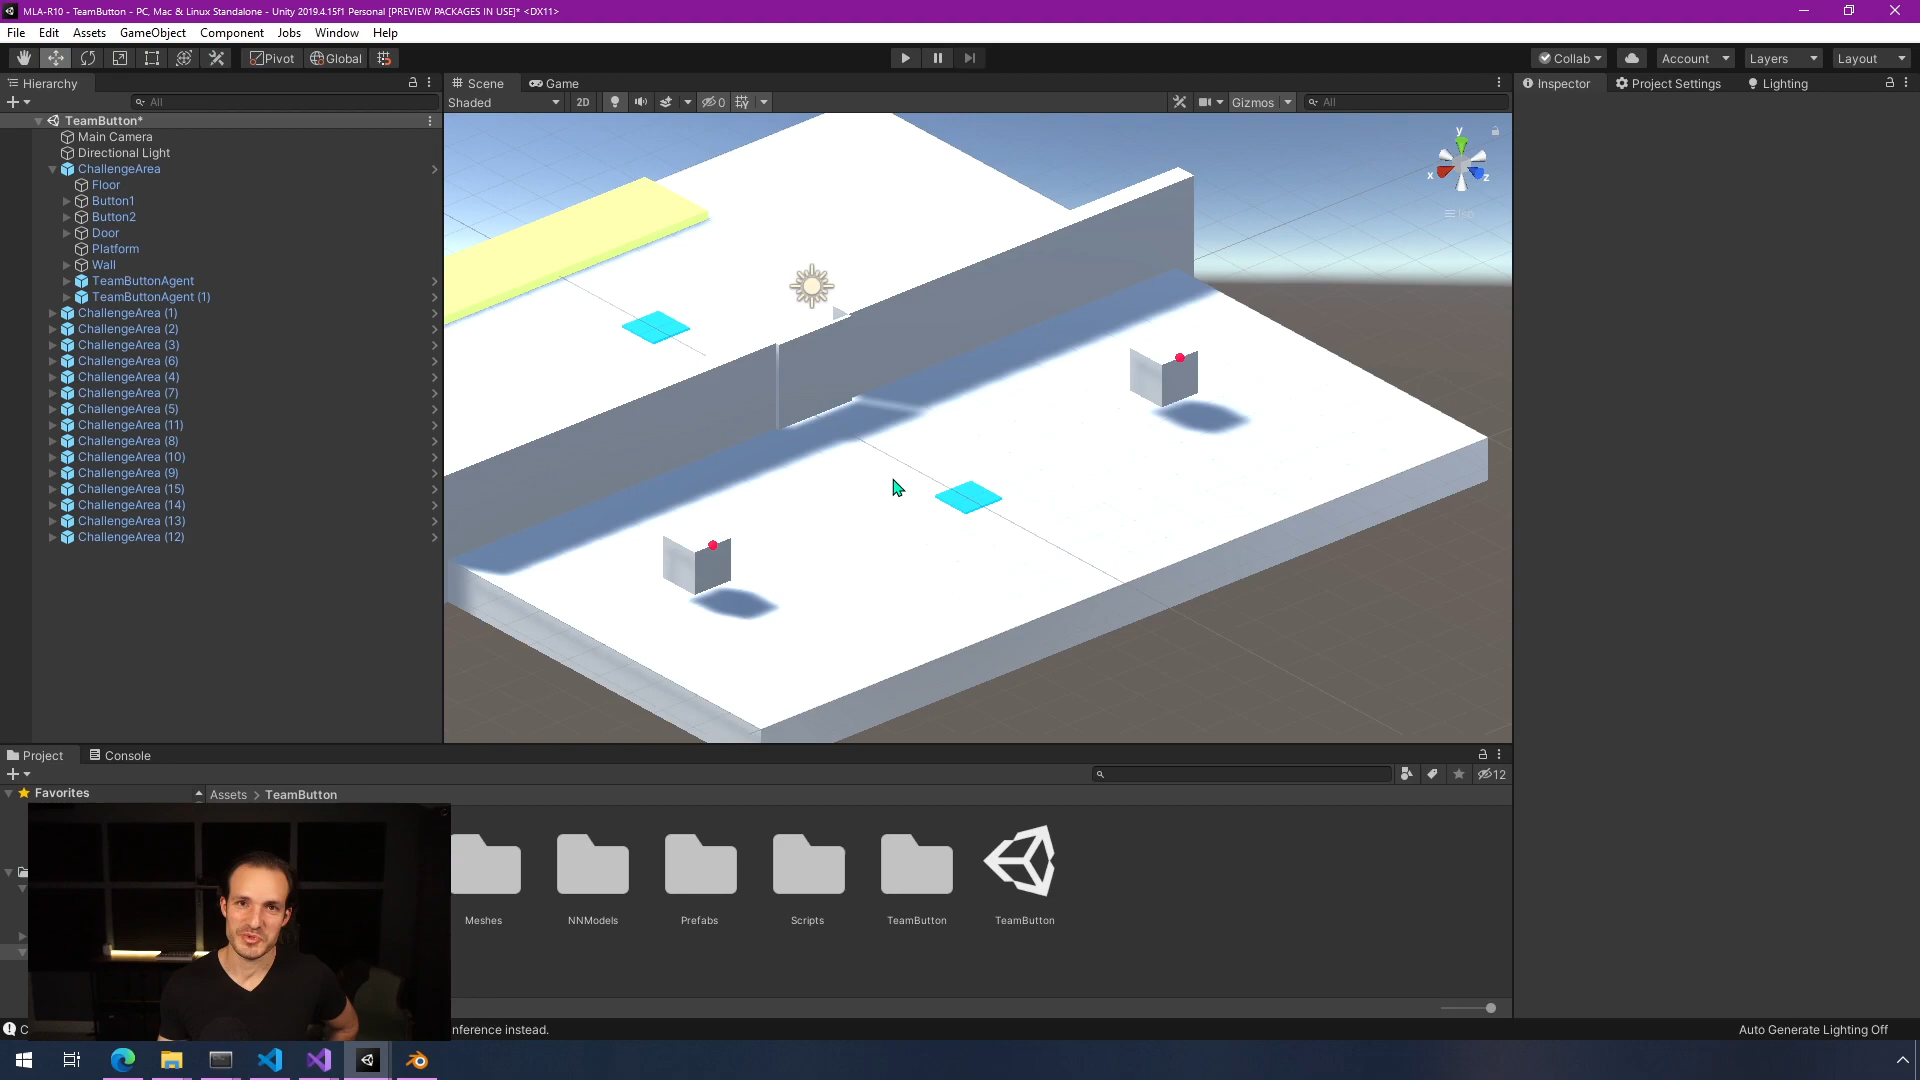 MLA-R10 - TeamButton - PC, Mac & Linux Standalone - Unity 2019.4.15f1 Personal [PREVIEW PACKAGES IN USE]* <DX11>
File Edit Assets GameObject Component Jobs Window Help
Pivot Global Collab Account Layers Layout
Hierarchy
All
TeamButton*
Main Camera
Directional Light
ChallengeArea
Floor
Button1
Button2
Door
Platform
Wall
TeamButtonAgent
TeamButtonAgent (1)
ChallengeArea (1)
ChallengeArea (2)
ChallengeArea (3)
ChallengeArea (6)
ChallengeArea (4)
ChallengeArea (7)
ChallengeArea (5)
ChallengeArea (11)
ChallengeArea (8)
ChallengeArea (10)
ChallengeArea (9)
ChallengeArea (15)
ChallengeArea (14)
ChallengeArea (13)
ChallengeArea (12)
Scene Game
Shaded 2D 0 Gizmos All
y
x z
Iso
Inspector Project Settings Lighting
Project Console
12
Favorites
Assets > TeamButton
Meshes NNModels Prefabs Scripts TeamButton TeamButton
nference instead.
Auto Generate Lighting Off